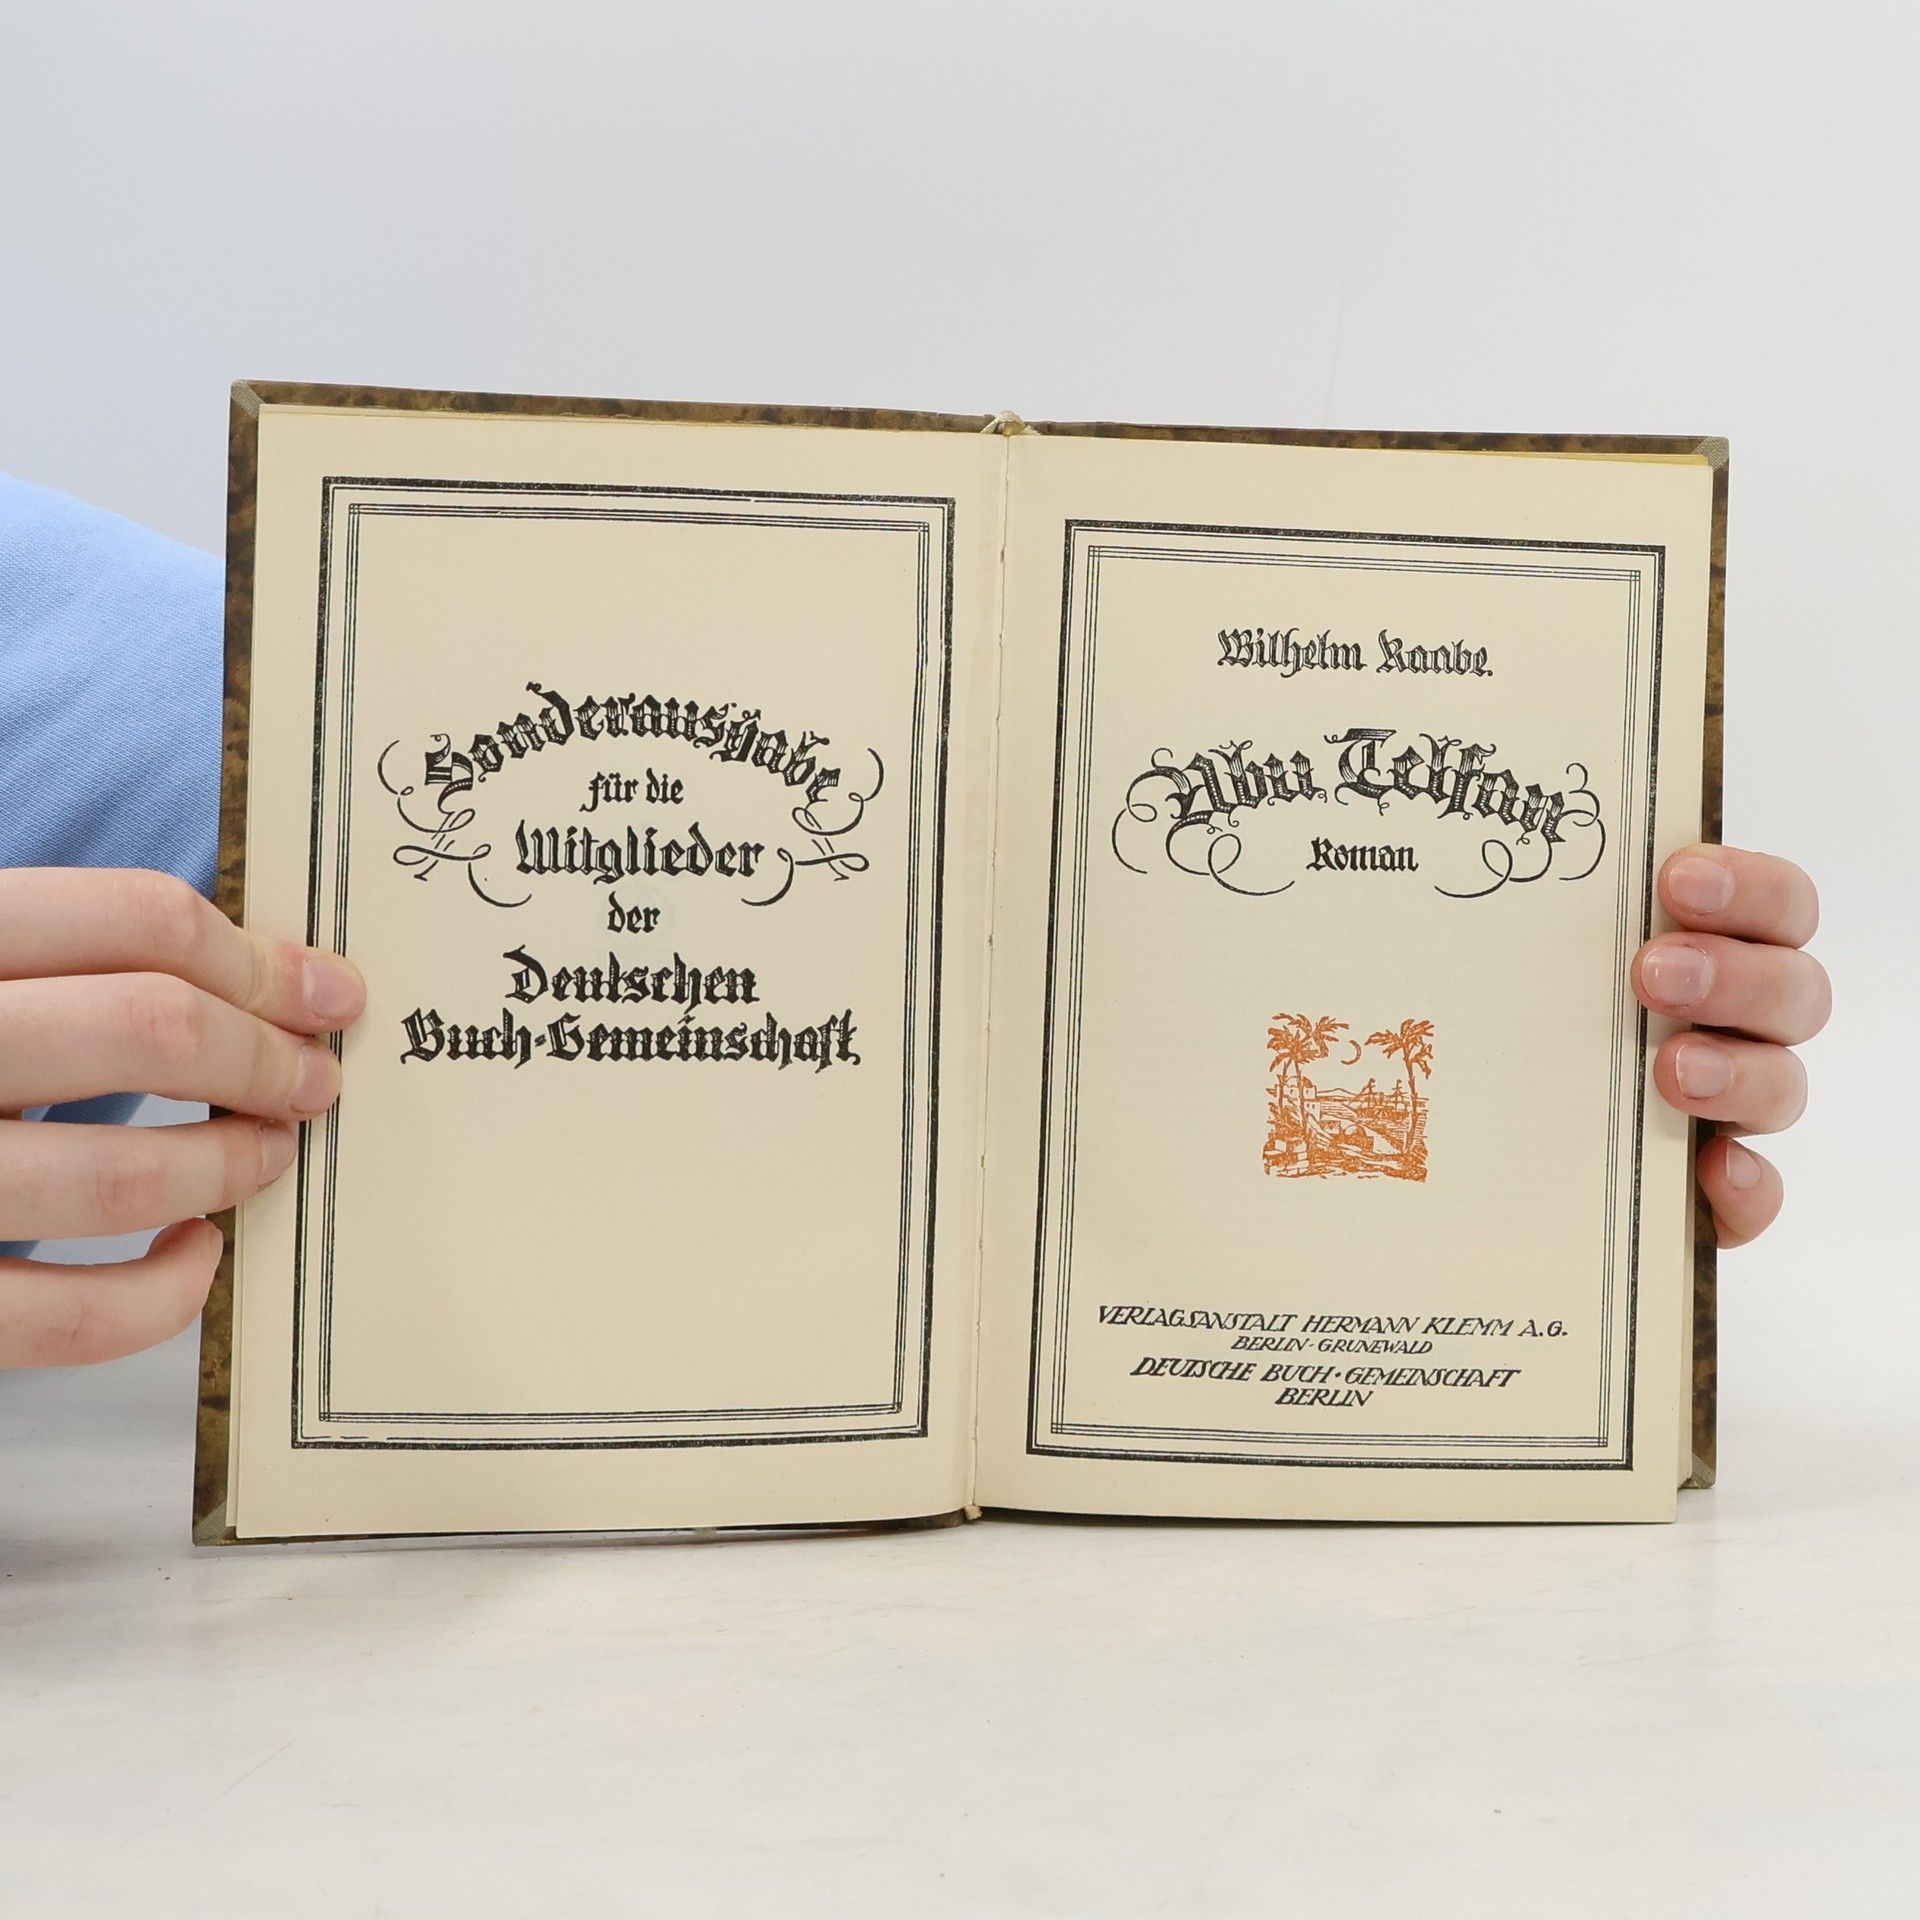 Sonderausgabe
für die
Mitglieder
der
Deutschen
Buch-Gemeinschaft
Wilhelm Raabe
Abu Telfan
Roman
VERLAGSANSTALT HERMANN KLEMM A.G.
BERLIN-GRUNEWALD
DEUTSCHE BUCH·GEMEINSCHAFT
BERLIN